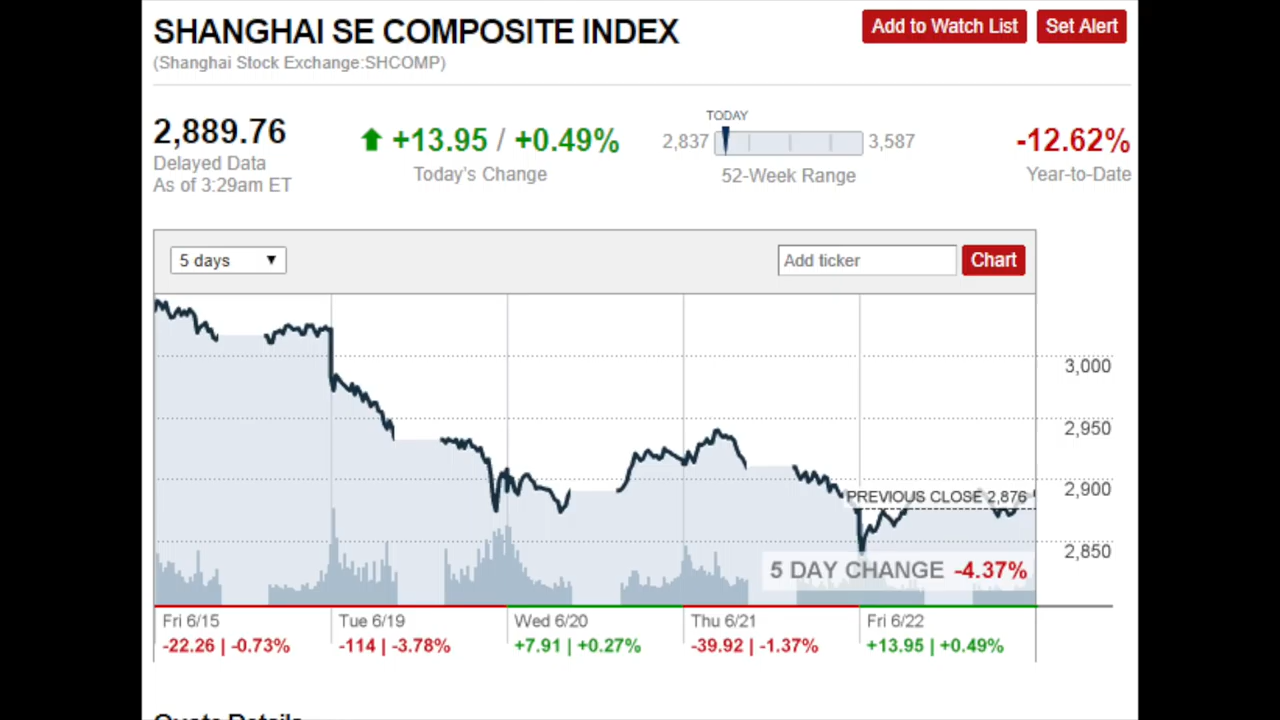 SHANGHAI SE COMPOSITE INDEX
Add to Watch List
Set Alert
(Shanghai Stock Exchange:SHCOMP)
2,889.76
Delayed Data
As of 3:29am ET
+13.95 / +0.49%
Today's Change
TODAY
2,837
3,587
52-Week Range
-12.62%
Year-to-Date
5 days
Add ticker
Chart
3,000
2,950
2,900
2,850
PREVIOUS CLOSE 2,876
5 DAY CHANGE -4.37%
Fri 6/15
-22.26 | -0.73%
Tue 6/19
-114 | -3.78%
Wed 6/20
+7.91 | +0.27%
Thu 6/21
-39.92 | -1.37%
Fri 6/22
+13.95 | +0.49%
Quote Details